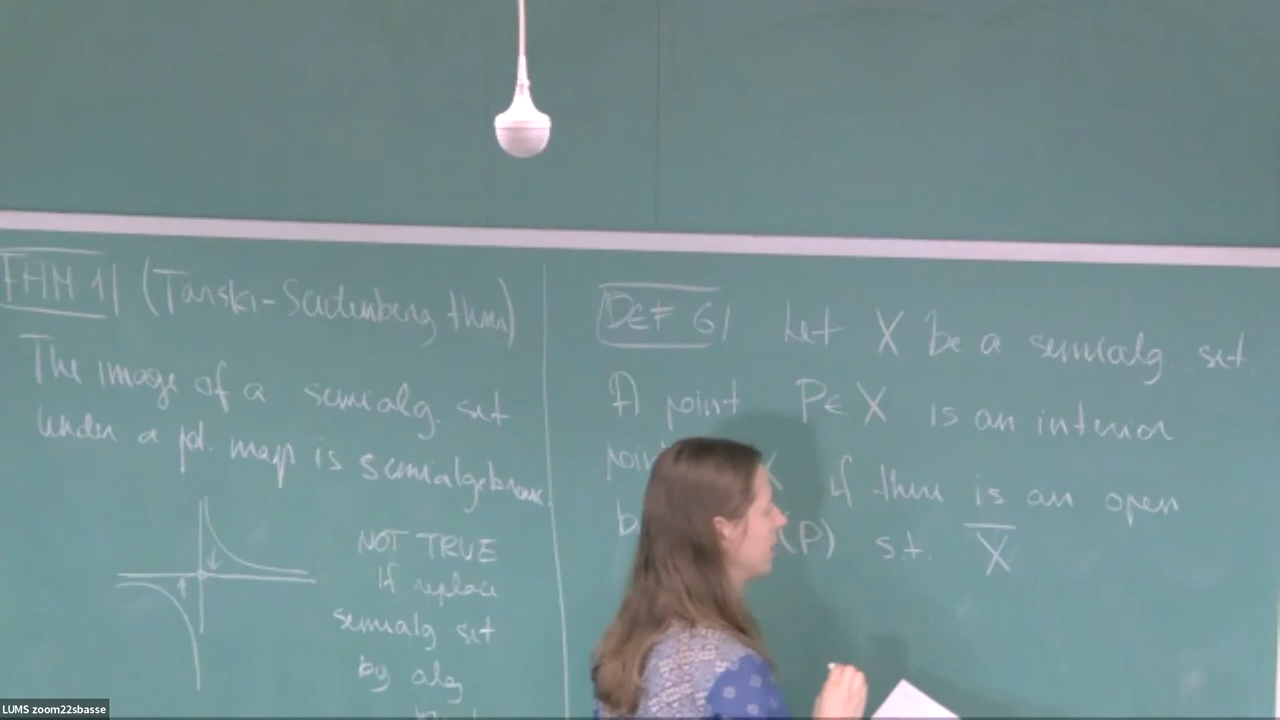 THM 1 (Tarski-Seidenberg thm)
The image of a semialg. set
under a pol. map is semialgebraic.
NOT TRUE
if replace
semialg set
by alg
DEF 6 Let X be a semialg. set.
A point P∈X is an interior
if there is an open
(P) s.t. X̅
LUMS zoom22sbasse